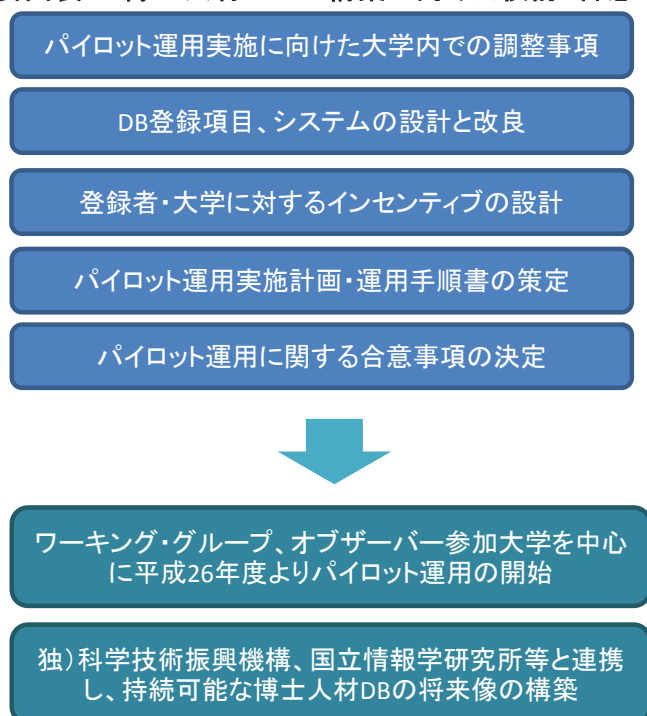 パイロット運用実施に向けた大学内での調整事項
DB登録項目、システムの設計と改良
登録者・大学に対するインセンティブの設計
パイロット運用実施計画・運用手順書の策定
パイロット運用に関する合意事項の決定
ワーキング・グループ、オブザーバー参加大学を中心
に平成26年度よりパイロット運用の開始
独）科学技術振興機構、国立情報学研究所等と連携
し、持続可能な博士人材DBの将来像の構築